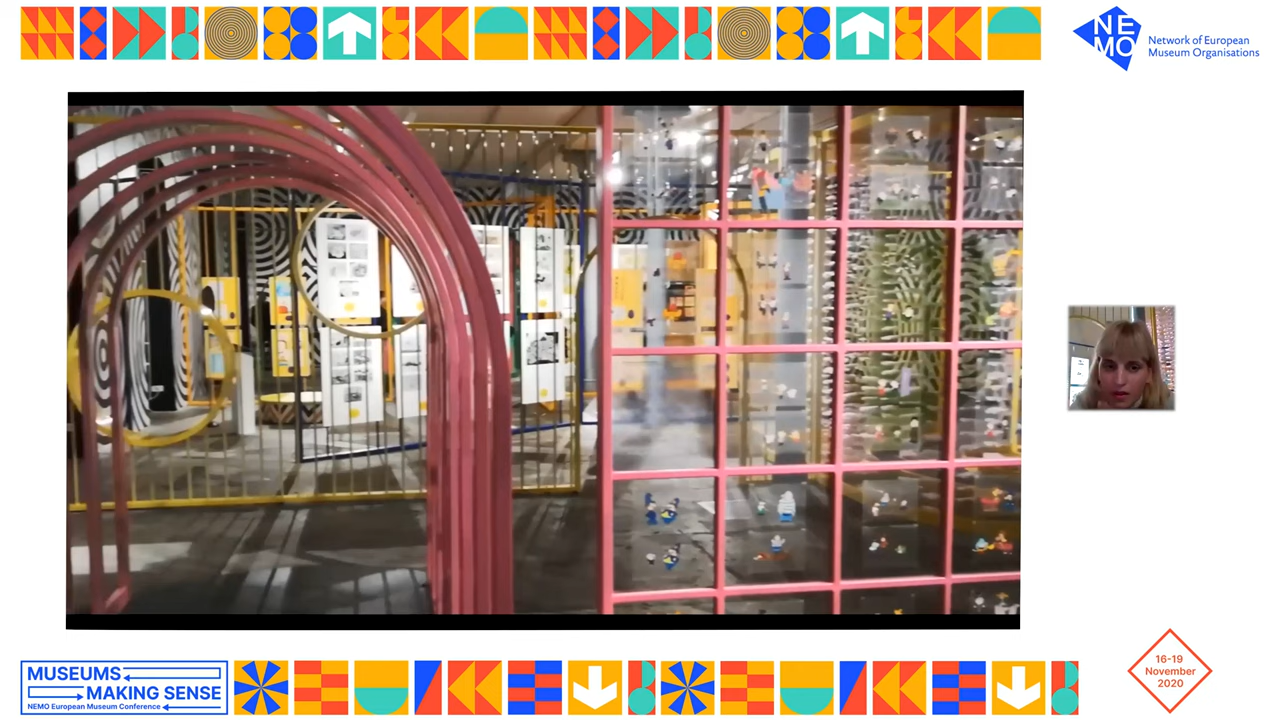 NE
MO
Network of European
Museum Organisations
16-19
November
2020
MUSEUMS
MAKING SENSE
NEMO European Museum Conference